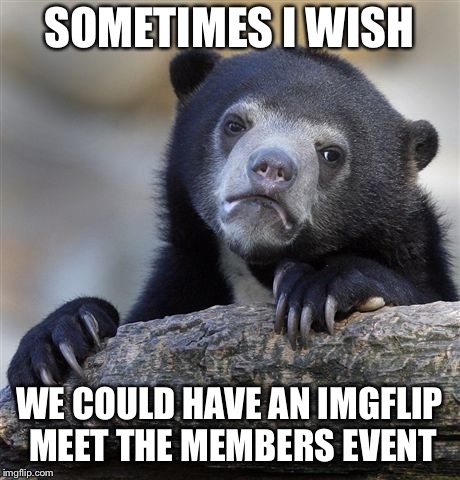 SOMETIMES I WISH
WE COULD HAVE AN IMGFLIP
MEET THE MEMBERS EVENT
imgflip.com